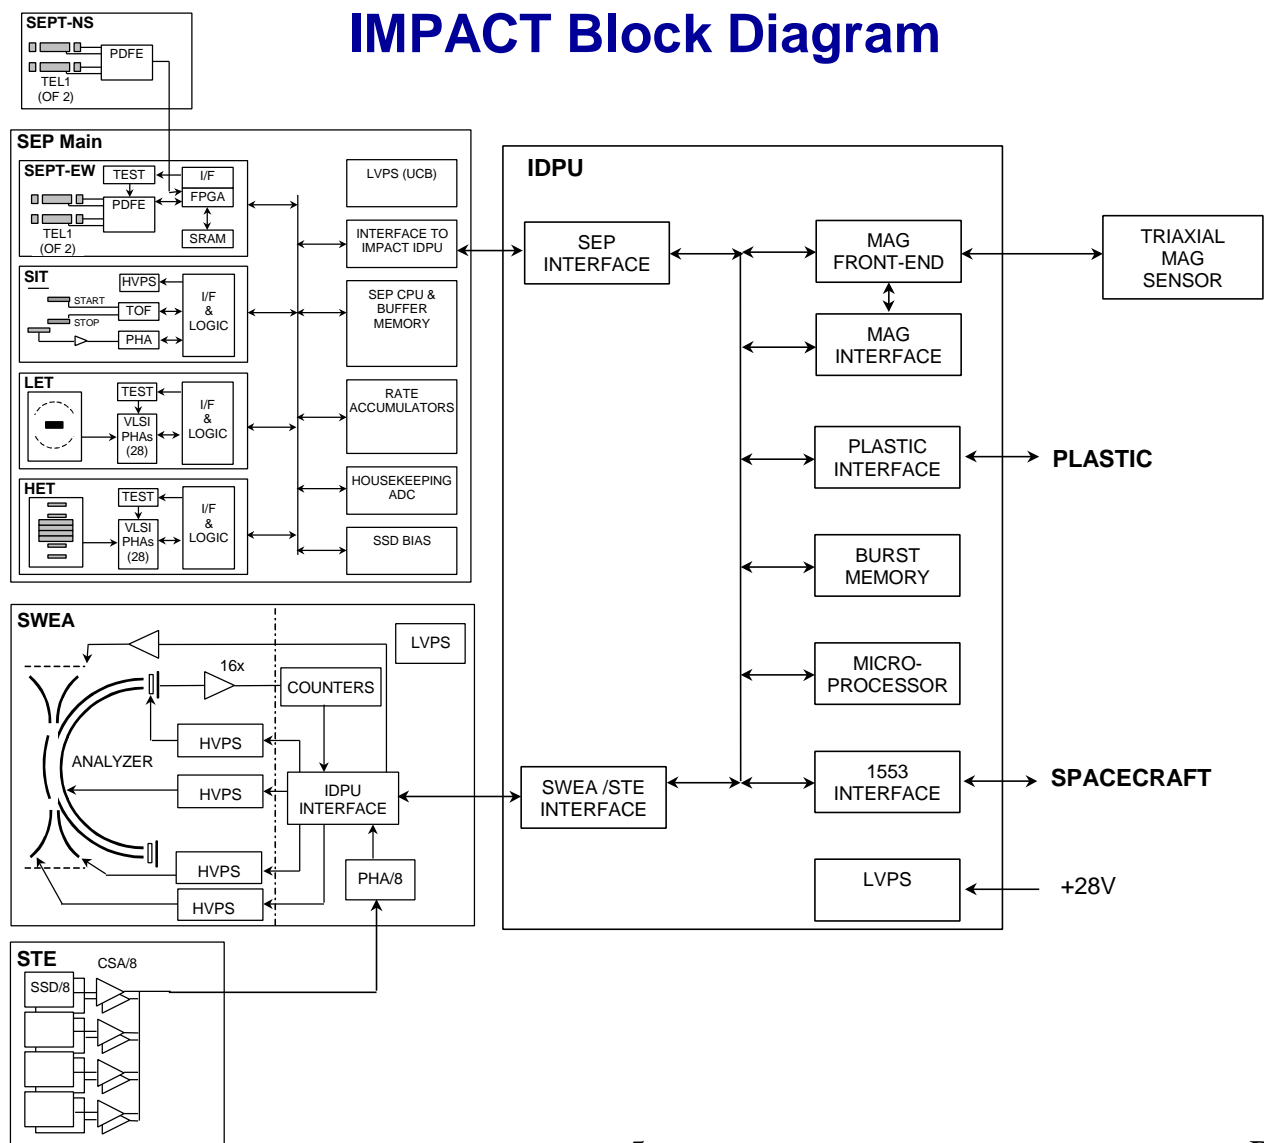 IMPACT Block Diagram
SEPT-NS
PDFE
TEL1
(OF 2)
SEP Main
SEPT-EW
TEST
I/F
FPGA
PDFE
SRAM
TEL1
(OF 2)
LVPS (UCB)
INTERFACE TO
IMPACT IDPU
SIT
HVPS
START
TOF
STOP
PHA
I/F
&
LOGIC
SEP CPU &
BUFFER
MEMORY
LET
TEST
VLSI
PHAs
(28)
I/F
&
LOGIC
RATE
ACCUMULATORS
HET
TEST
VLSI
PHAs
(28)
I/F
&
LOGIC
HOUSEKEEPING
ADC
SSD BIAS
IDPU
SEP
INTERFACE
MAG
FRONT-END
TRIAXIAL
MAG
SENSOR
MAG
INTERFACE
PLASTIC
INTERFACE
PLASTIC
BURST
MEMORY
MICRO-
PROCESSOR
SWEA /STE
INTERFACE
1553
INTERFACE
SPACECRAFT
LVPS
+28V
SWEA
LVPS
16x
COUNTERS
HVPS
ANALYZER
HVPS
IDPU
INTERFACE
HVPS
PHA/8
HVPS
STE
CSA/8
SSD/8